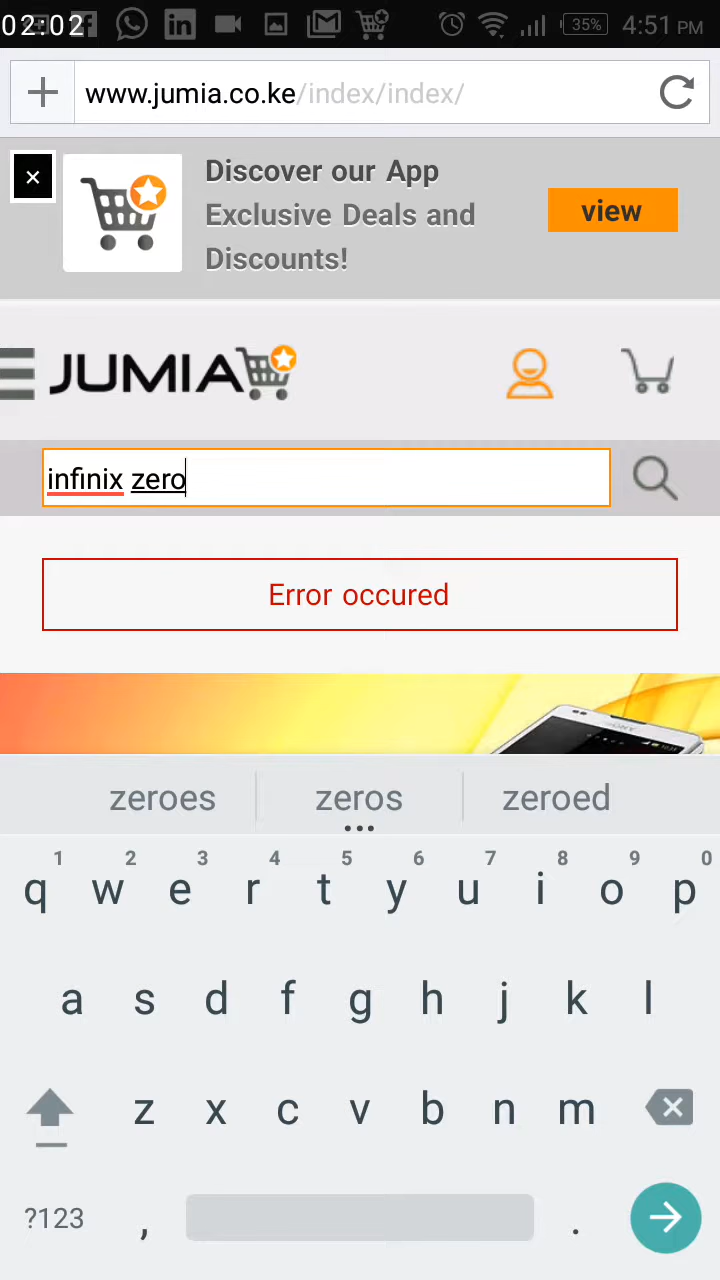 02:02 35% 4:51 PM
www.jumia.co.ke/index/index/
Discover our App
Exclusive Deals and
Discounts!
view
JUMIA
infinix zero
Error occured
zeroes zeros zeroed
1 2 3 4 5 6 7 8 9 0
q w e r t y u i o p
a s d f g h j k l
z x c v b n m
?123 , .